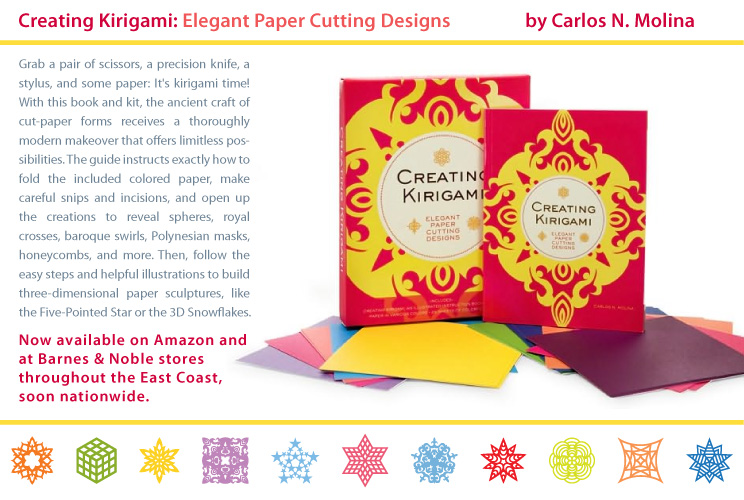 Creating Kirigami: Elegant Paper Cutting Designs by Carlos N. Molina
Grab a pair of scissors, a precision knife, a
stylus, and some paper: It's kirigami time!
With this book and kit, the ancient craft of
cut-paper forms receives a thoroughly
modern makeover that offers limitless pos-
sibilities. The guide instructs exactly how to
fold the included colored paper, make
careful snips and incisions, and open up
the creations to reveal spheres, royal
crosses, baroque swirls, Polynesian masks,
honeycombs, and more. Then, follow the
easy steps and helpful illustrations to build
three-dimensional paper sculptures, like
the Five-Pointed Star or the 3D Snowflakes.
Now available on Amazon and
at Barnes & Noble stores
throughout the East Coast,
soon nationwide.
CREATING
KIRIGAMI
ELEGANT
PAPER
CUTTING
DESIGNS
CREATING
KIRIGAMI
ELEGANT
PAPER
CUTTING
DESIGNS
CARLOS N. MOLINA